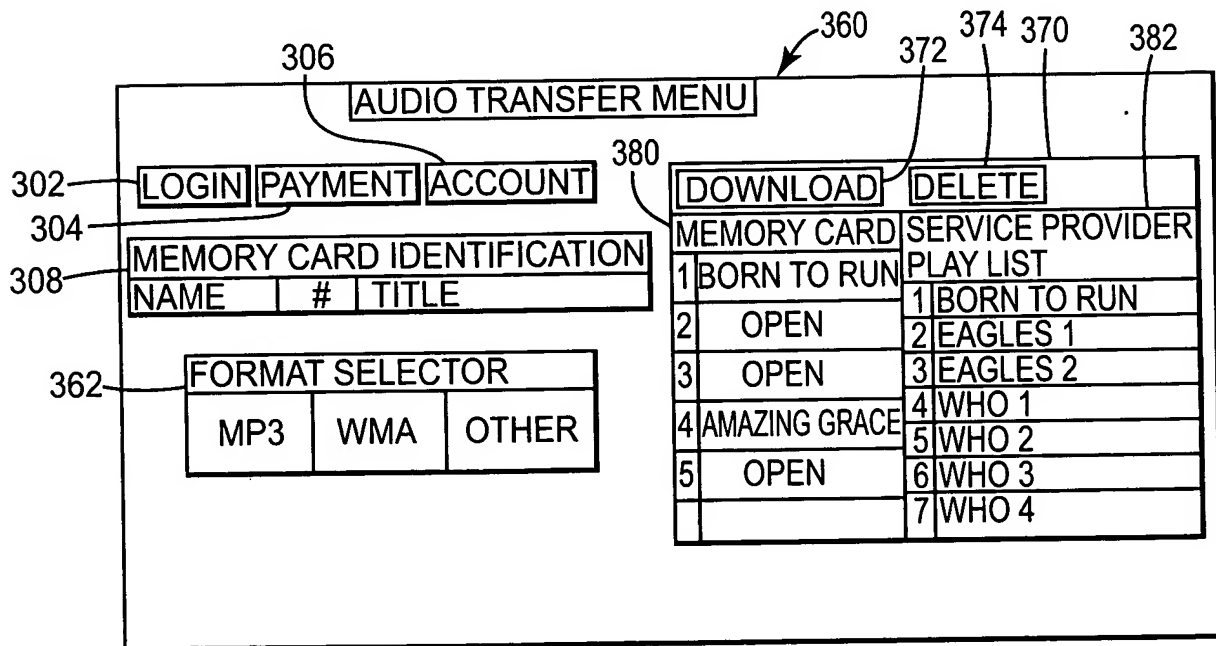 360
374
370
306
372
382
AUDIO TRANSFER MENU
380
302
LOGIN PAYMENT ACCOUNT
DOWNLOAD DELETE
304
MEMORY CARD
SERVICE PROVIDER
PLAY LIST
308
MEMORY CARD IDENTIFICATION
NAME # TITLE
1 BORN TO RUN
2 OPEN
3 OPEN
4 AMAZING GRACE
5 OPEN
1 BORN TO RUN
2 EAGLES 1
3 EAGLES 2
4 WHO 1
5 WHO 2
6 WHO 3
7 WHO 4
362
FORMAT SELECTOR
MP3 WMA OTHER